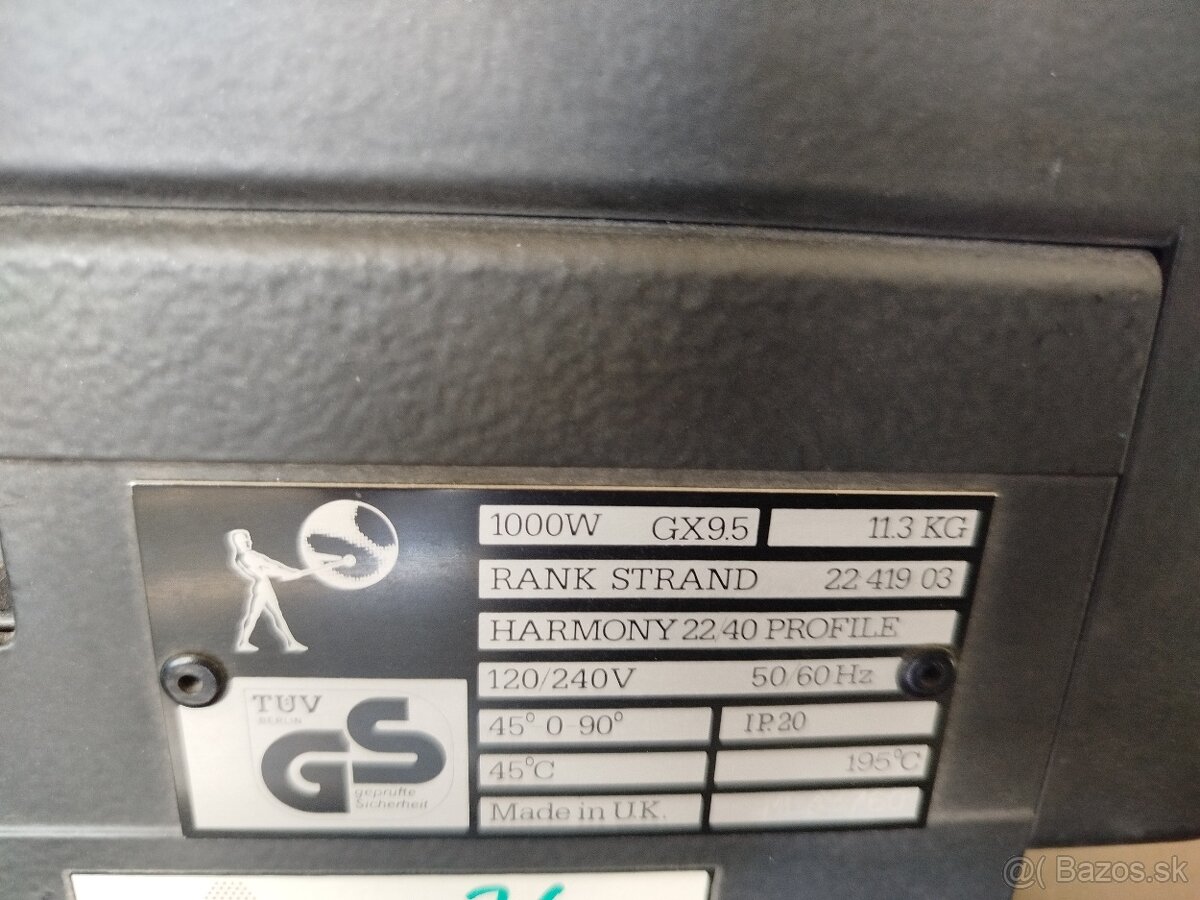 1000W GX9.5 11.3 KG
RANK STRAND 22 419 03
HARMONY 22/40 PROFILE
120/240V 50/60 Hz
TÜV
BERLIN
GS
geprüfte
Sicherheit
45° 0-90° IP.20
45°C 195°C
Made in U.K.
@( Bazos.sk